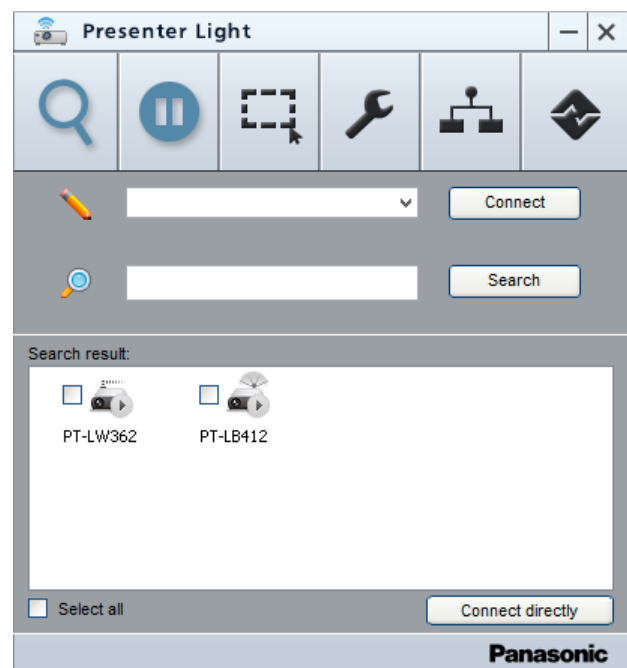 Presenter Light
Connect
Search
Search result:
PT-LW362
PT-LB412
Select all
Connect directly
Panasonic